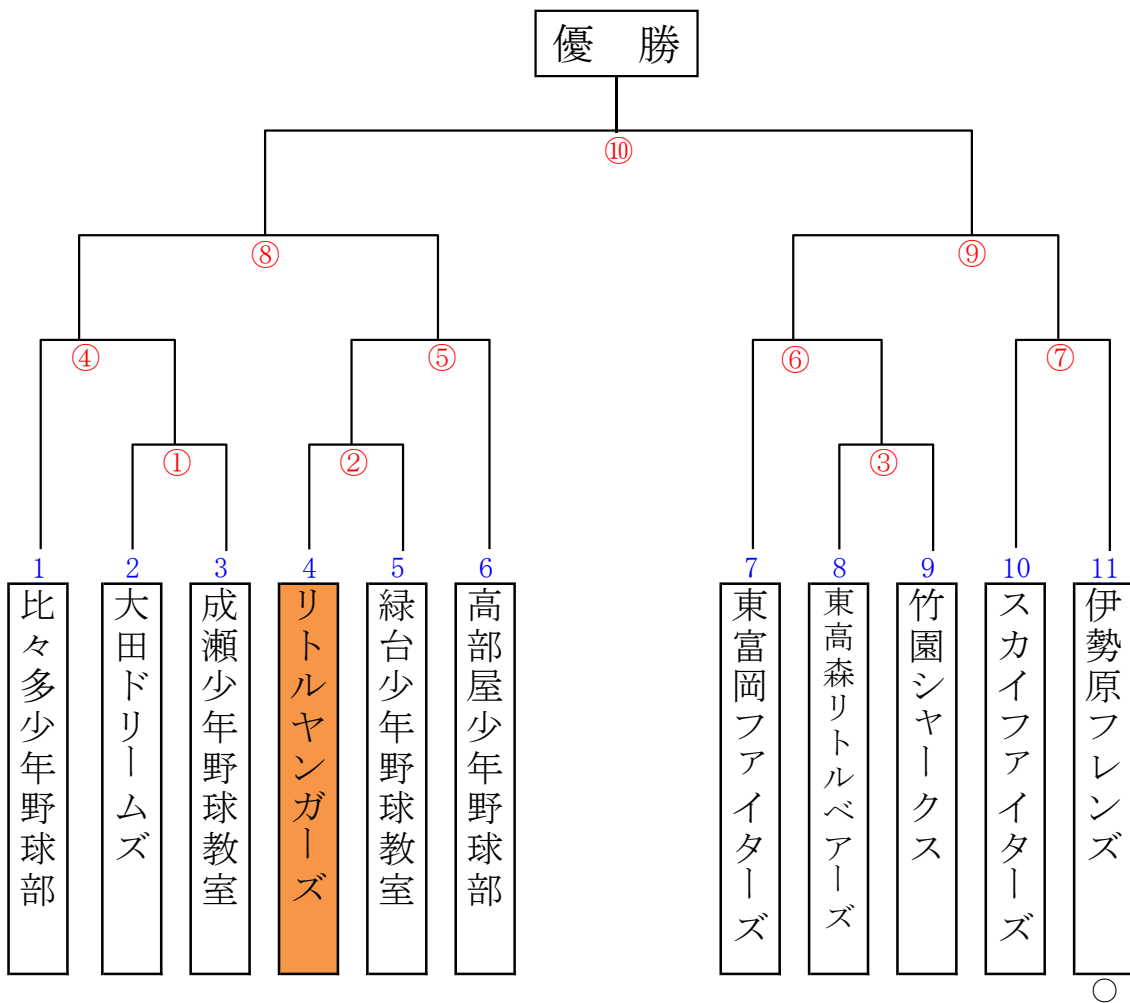 優　勝
⑩
⑧
⑨
④
⑤
⑥
⑦
①
②
③
1
2
3
4
5
6
7
8
9
10
11
比々多少年野球部
大田ドリームズ
成瀬少年野球教室
リトルヤンガーズ
緑台少年野球教室
高部屋少年野球部
東富岡ファイターズ
東高森リトルベアーズ
竹園シャークス
スカイファイターズ
伊勢原フレンズ
○